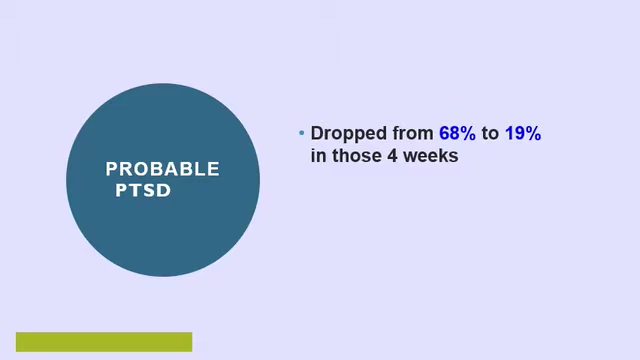 PROBABLE
PTSD
• Dropped from 68% to 19%
in those 4 weeks